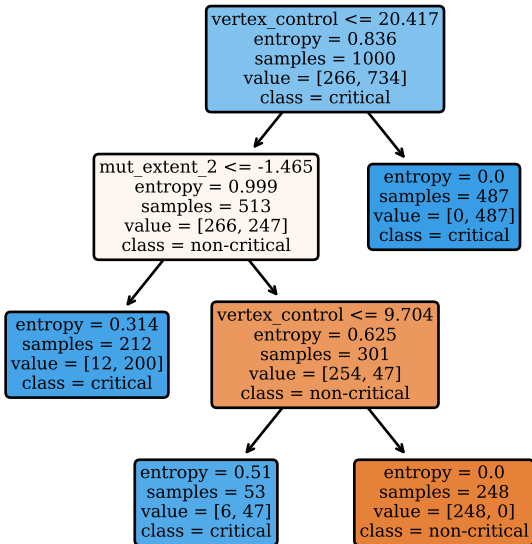 vertex_control <= 20.417
entropy = 0.836
samples = 1000
value = [266, 734]
class = critical
mut_extent_2 <= -1.465
entropy = 0.999
samples = 513
value = [266, 247]
class = non-critical
entropy = 0.0
samples = 487
value = [0, 487]
class = critical
entropy = 0.314
samples = 212
value = [12, 200]
class = critical
vertex_control <= 9.704
entropy = 0.625
samples = 301
value = [254, 47]
class = non-critical
entropy = 0.51
samples = 53
value = [6, 47]
class = critical
entropy = 0.0
samples = 248
value = [248, 0]
class = non-critical